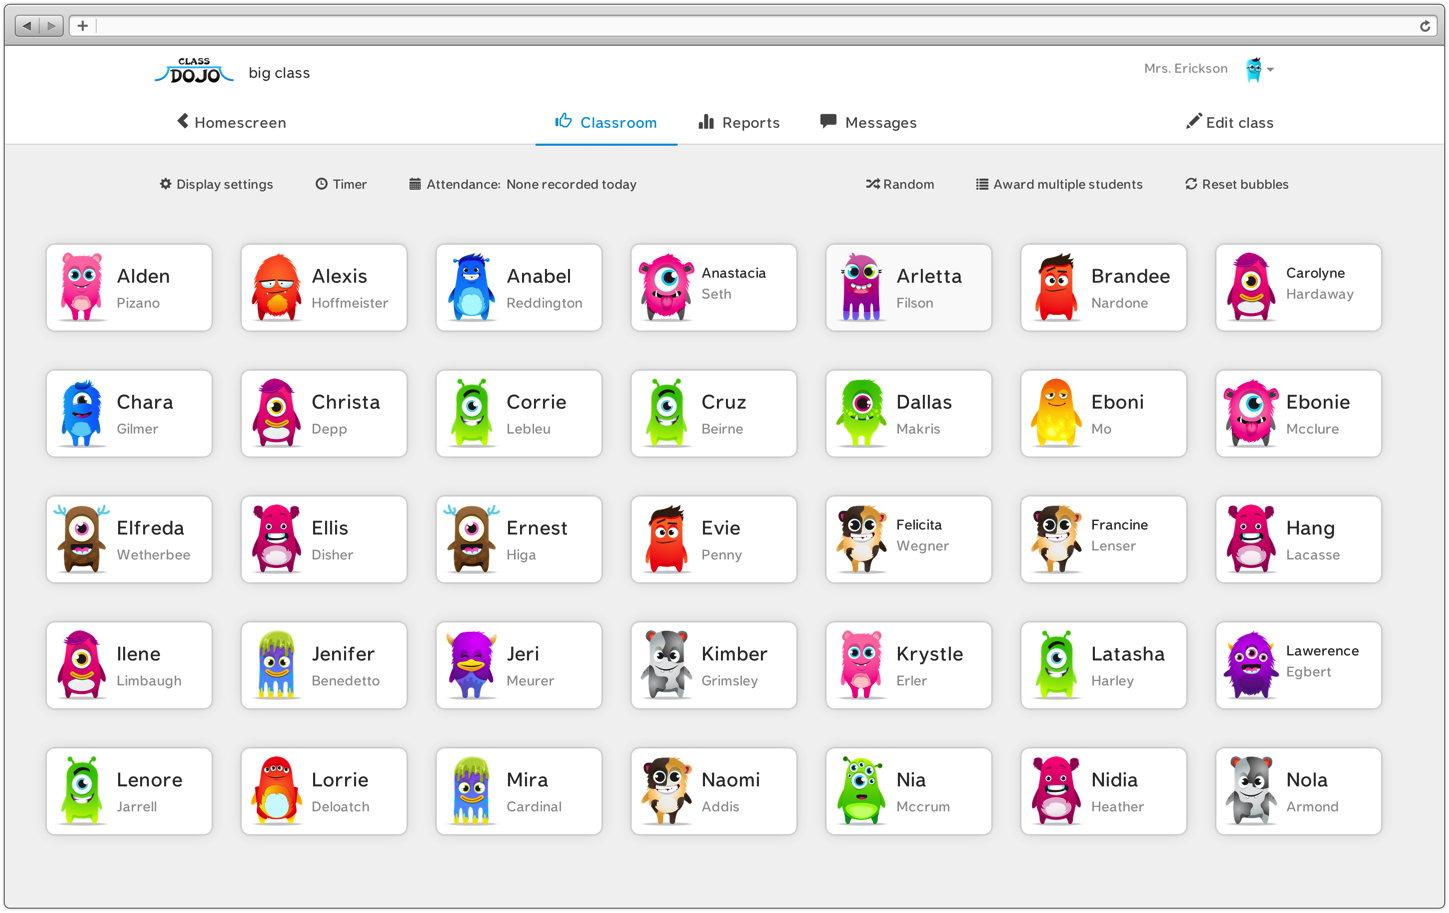 CLASS
DOJO
big class
Mrs. Erickson
Homescreen
Classroom
Reports
Messages
Edit class
Display settings
Timer
Attendance: None recorded today
Random
Award multiple students
Reset bubbles
Alden
Pizano
Alexis
Hoffmeister
Anabel
Reddington
Anastacia
Seth
Arletta
Filson
Brandee
Nardone
Carolyne
Hardaway
Chara
Gilmer
Christa
Depp
Corrie
Lebleu
Cruz
Beirne
Dallas
Makris
Eboni
Mo
Ebonie
Mcclure
Elfreda
Wetherbee
Ellis
Disher
Ernest
Higa
Evie
Penny
Felicita
Wegner
Francine
Lenser
Hang
Lacasse
Ilene
Limbaugh
Jenifer
Benedetto
Jeri
Meurer
Kimber
Grimsley
Krystle
Erler
Latasha
Harley
Lawerence
Egbert
Lenore
Jarrell
Lorrie
Deloatch
Mira
Cardinal
Naomi
Addis
Nia
Mccrum
Nidia
Heather
Nola
Armond